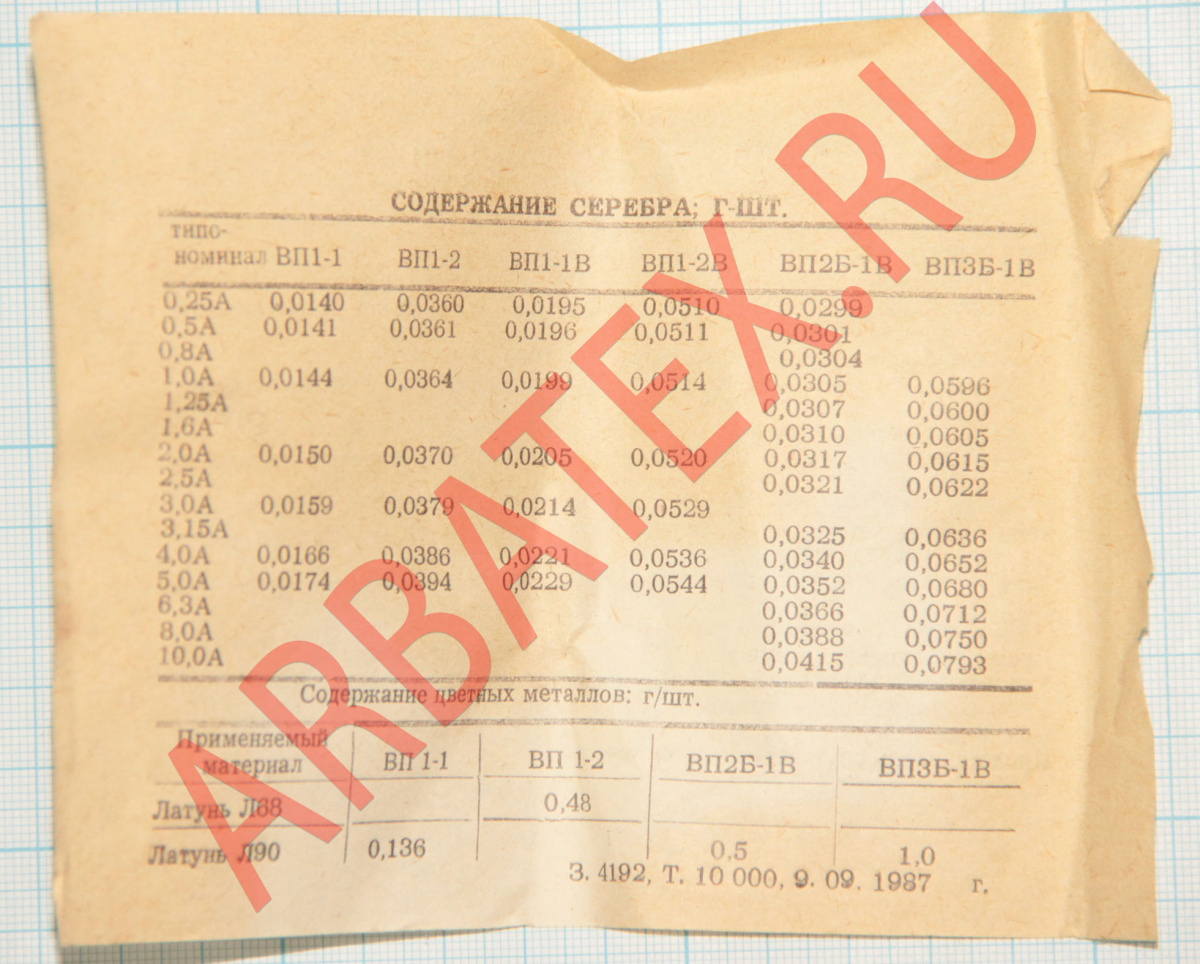 СОДЕРЖАНИЕ СЕРЕБРА; Г-ШТ.
типо-
номинал ВП1-1 ВП1-2 ВП1-1В ВП1-2В ВП2Б-1В ВП3Б-1В
0,25А 0,0140 0,0360 0,0195 0,0510 0,0299
0,5А 0,0141 0,0361 0,0196 0,0511 0,0301
0,8А 0,0304
1,0А 0,0144 0,0364 0,0199 0,0514 0,0305 0,0596
1,25А 0,0307 0,0600
1,6А 0,0310 0,0605
2,0А 0,0150 0,0370 0,0205 0,0520 0,0317 0,0615
2,5А 0,0321 0,0622
3,0А 0,0159 0,0379 0,0214 0,0529
3,15А 0,0325 0,0636
4,0А 0,0166 0,0386 0,0221 0,0536 0,0340 0,0652
5,0А 0,0174 0,0394 0,0229 0,0544 0,0352 0,0680
6,3А 0,0366 0,0712
8,0А 0,0388 0,0750
10,0А 0,0415 0,0793
Содержание цветных металлов: г/шт.
Применяемый
материал ВП 1-1 ВП 1-2 ВП2Б-1В ВП3Б-1В
Латунь Л68 0,48
Латунь Л90 0,136 0,5 1,0
З. 4192, Т. 10 000, 9. 09. 1987 г.
ARBATEX.RU